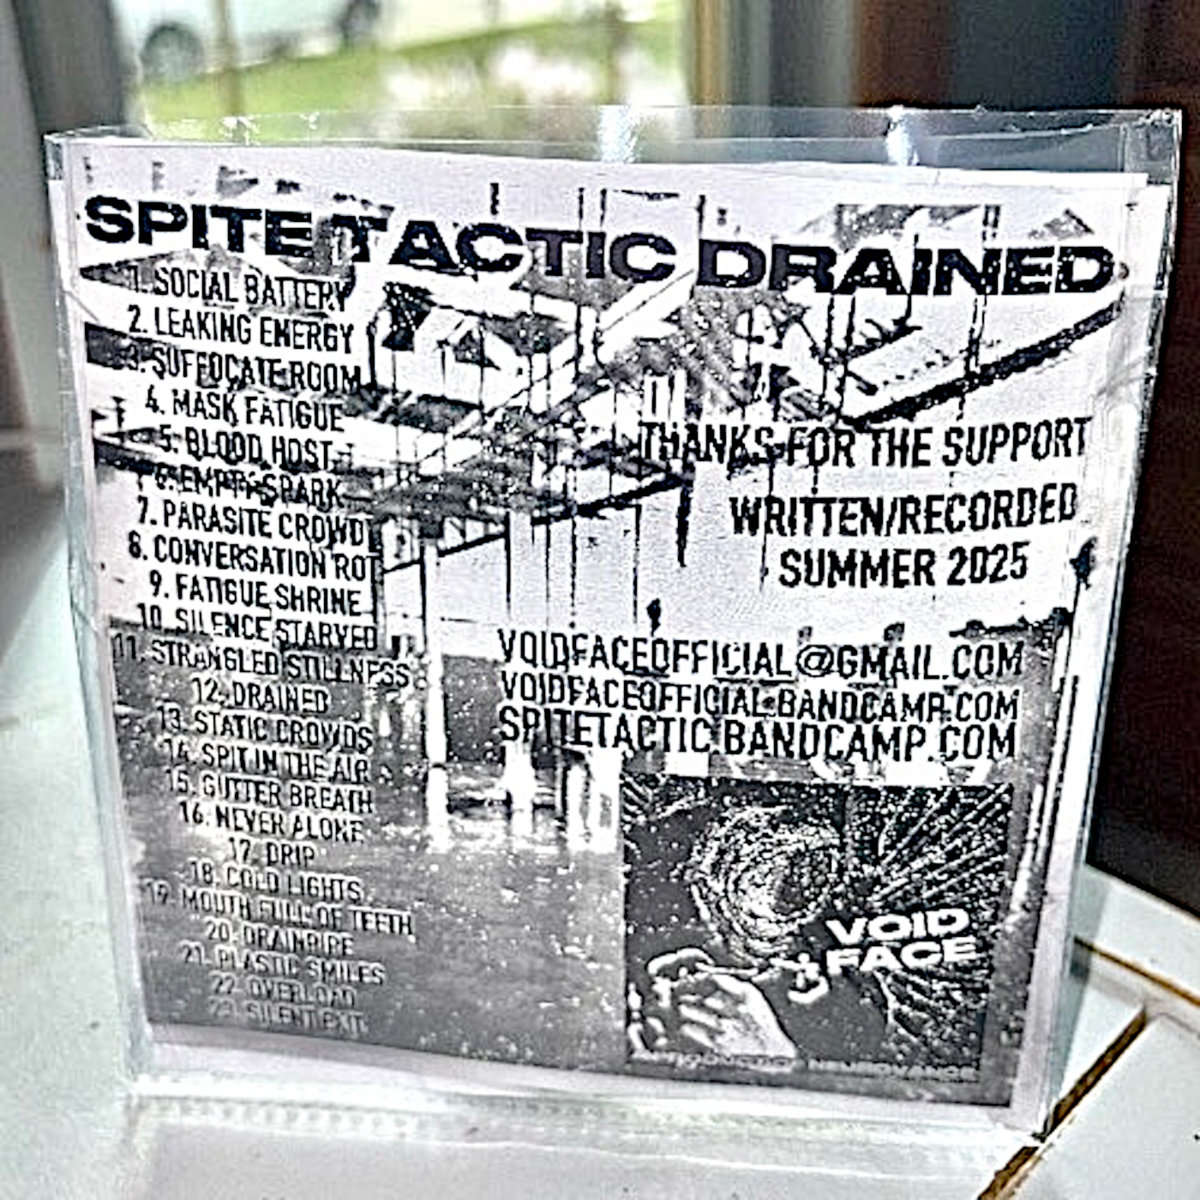 SPITE TACTIC DRAINED
1. SOCIAL BATTERY
2. LEAKING ENERGY
3. SUFFOCATE ROOM
4. MASK FATIGUE
5. BLOOD HOST
6. EMPTY SPARK
7. PARASITE CROWD
8. CONVERSATION ROT
9. FATIGUE SHRINE
10. SILENCE STARVED
11. STRANGLED STILLNESS
12. DRAINED
13. STATIC CROWDS
14. SPIT IN THE AIR
15. GUTTER BREATH
16. NEVER ALONE
17. DRIP
18. COLD LIGHTS
19. MOUTH FULL OF TEETH
20. DRAINPIPE
21. PLASTIC SMILES
22. OVERLOAD
23. SILENT EXIT
THANKS FOR THE SUPPORT
WRITTEN/RECORDED
SUMMER 2025
VOIDFACEOFFICIAL@GMAIL.COM
VOIDFACEOFFICIAL.BANDCAMP.COM
SPITETACTIC.BANDCAMP.COM
VOID
FACE